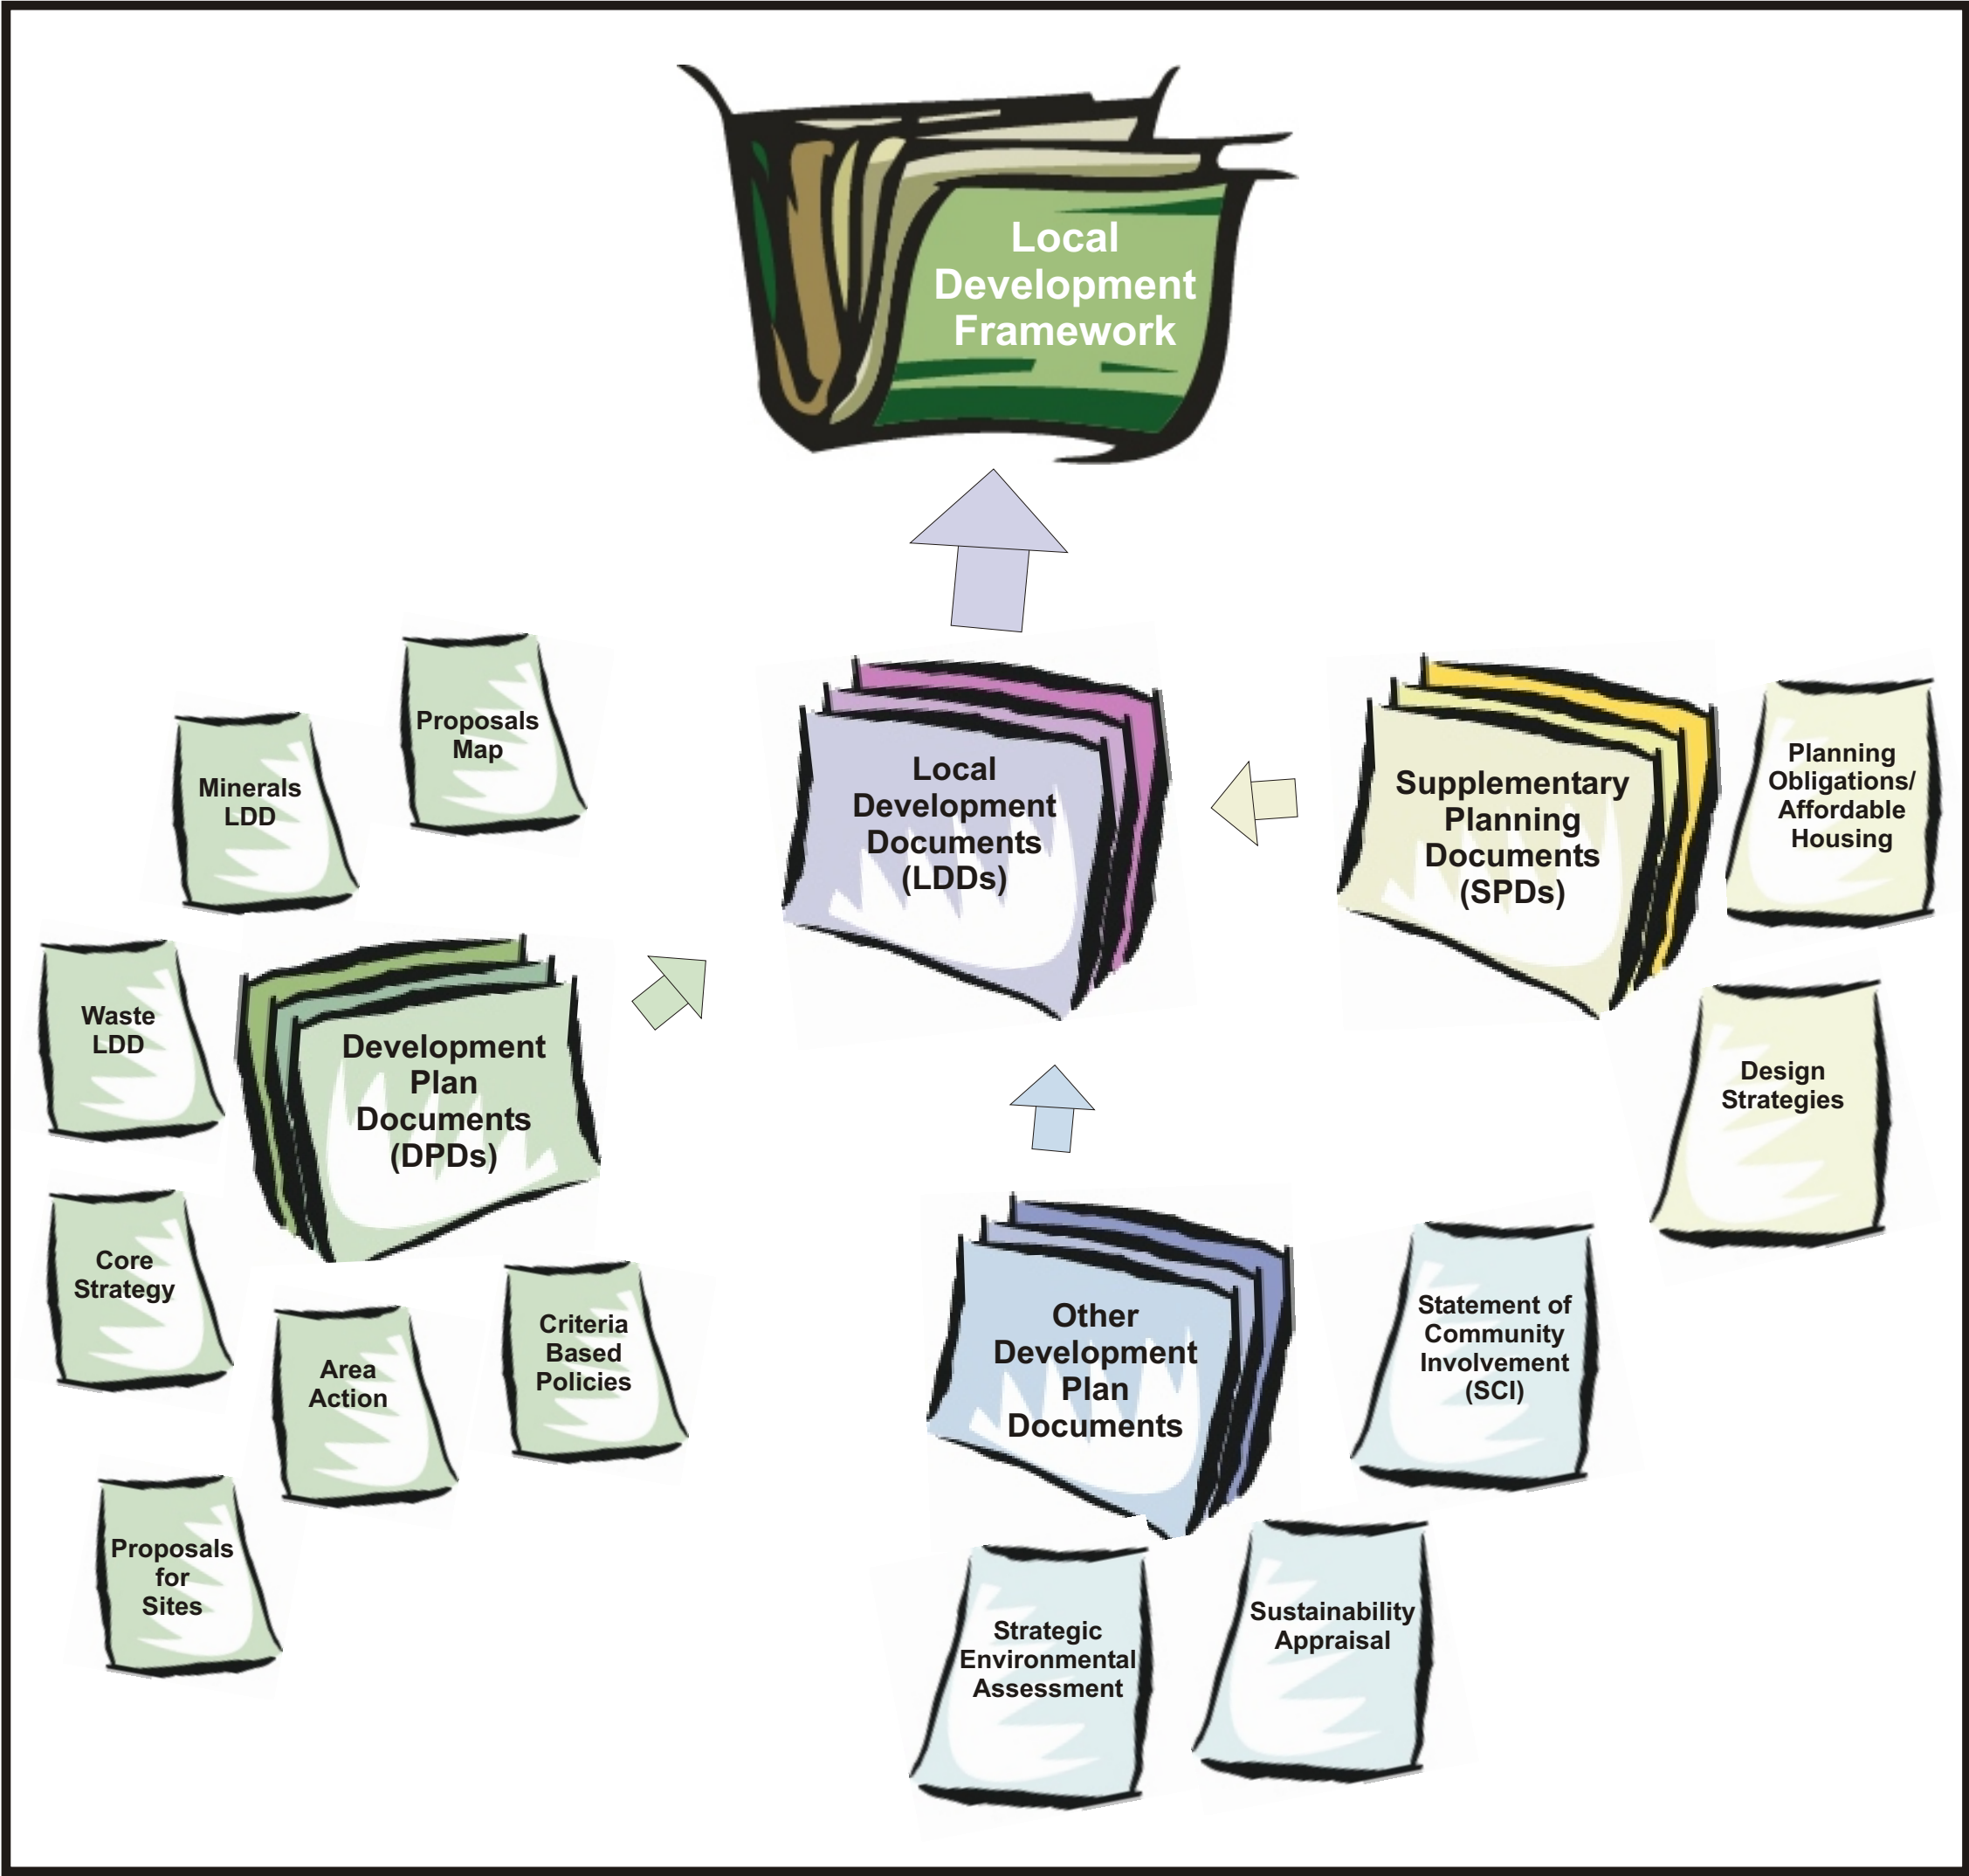 Local
Development
Framework
Proposals
Map
Minerals
LDD
Local
Development
Documents
(LDDs)
Supplementary
Planning
Documents
(SPDs)
Planning
Obligations/
Affordable
Housing
Waste
LDD
Development
Plan
Documents
(DPDs)
Design
Strategies
Core
Strategy
Area
Action
Criteria
Based
Policies
Other
Development
Plan
Documents
Statement of
Community
Involvement
(SCI)
Proposals
for
Sites
Strategic
Environmental
Assessment
Sustainability
Appraisal